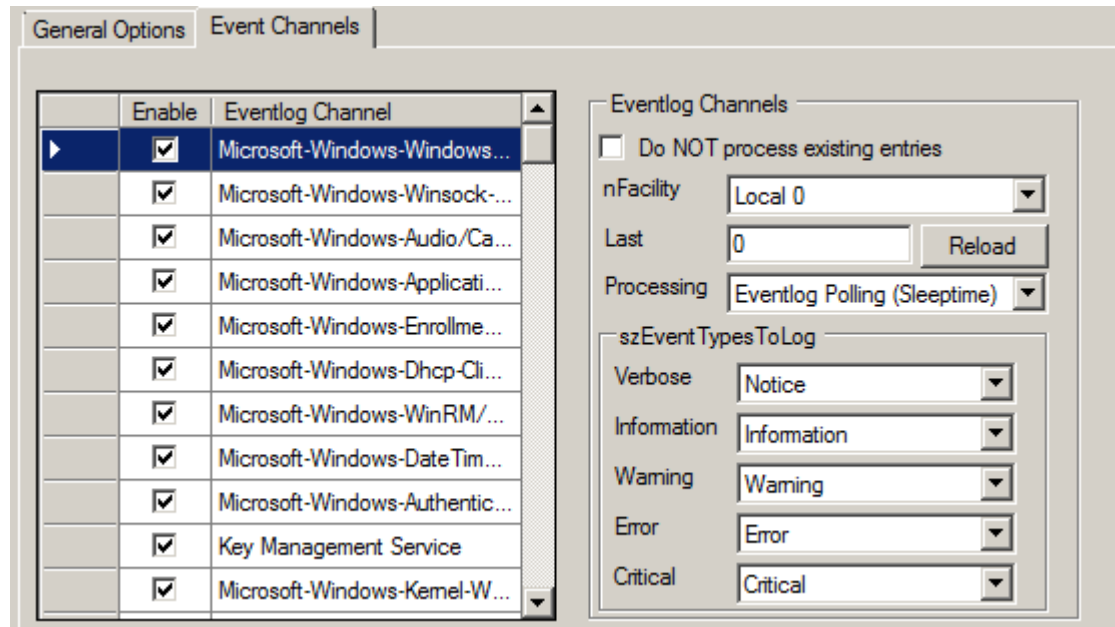 General Options
Event Channels
Enable
Eventlog Channel
Microsoft-Windows-Windows...
Microsoft-Windows-Winsock-...
Microsoft-Windows-Audio/Ca...
Microsoft-Windows-Applicati...
Microsoft-Windows-Enrollme...
Microsoft-Windows-Dhcp-Cli...
Microsoft-Windows-WinRM/...
Microsoft-Windows-DateTim...
Microsoft-Windows-Authentic...
Key Management Service
Microsoft-Windows-Kernel-W...
Eventlog Channels
Do NOT process existing entries
nFacility Local 0
Last 0 Reload
Processing Eventlog Polling (Sleeptime)
szEventTypesToLog
Verbose Notice
Information Information
Warning Warning
Error Error
Critical Critical